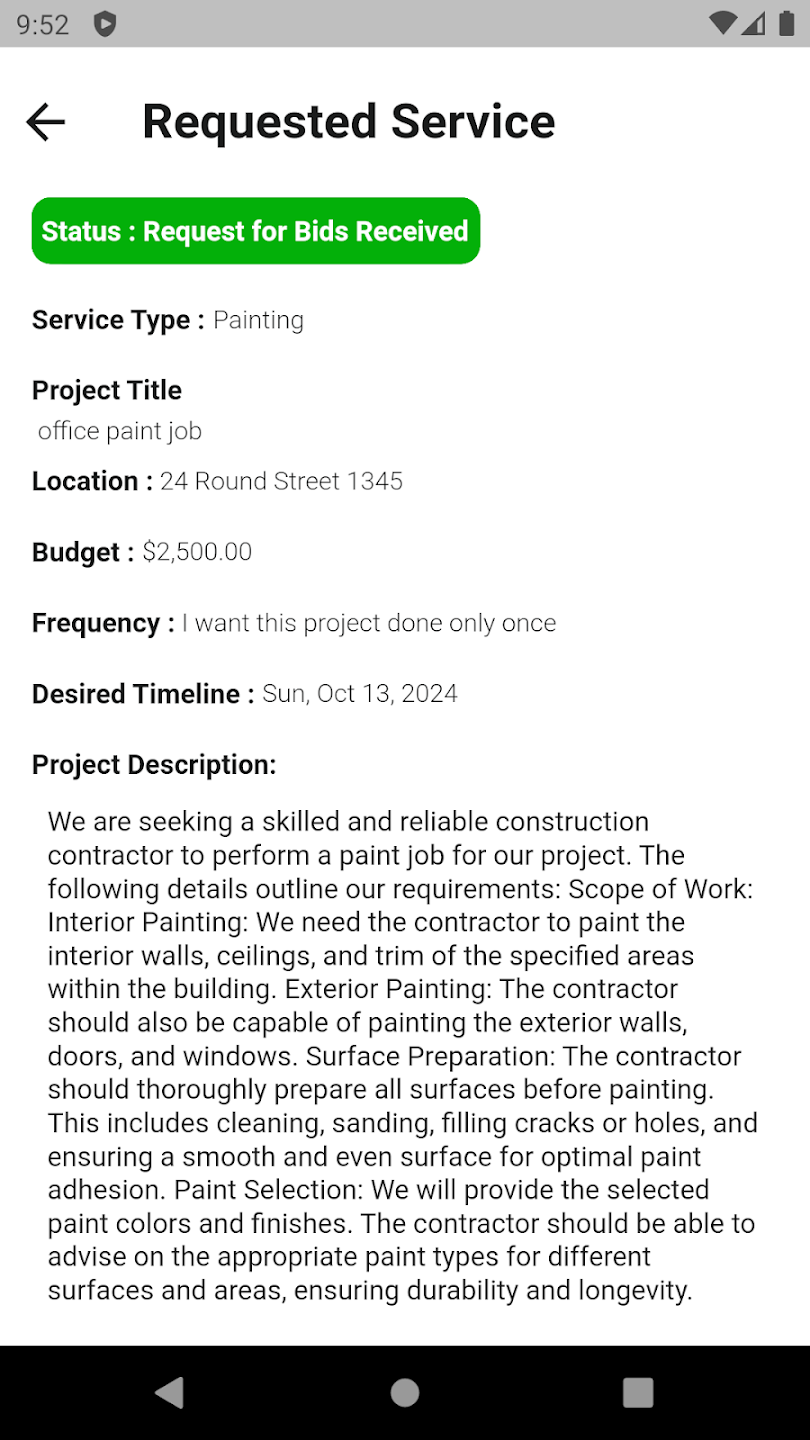 9:52
Requested Service
Status : Request for Bids Received
Service Type : Painting
Project Title
office paint job
Location : 24 Round Street 1345
Budget : $2,500.00
Frequency : I want this project done only once
Desired Timeline : Sun, Oct 13, 2024
Project Description:
We are seeking a skilled and reliable construction
contractor to perform a paint job for our project. The
following details outline our requirements: Scope of Work:
Interior Painting: We need the contractor to paint the
interior walls, ceilings, and trim of the specified areas
within the building. Exterior Painting: The contractor
should also be capable of painting the exterior walls,
doors, and windows. Surface Preparation: The contractor
should thoroughly prepare all surfaces before painting.
This includes cleaning, sanding, filling cracks or holes, and
ensuring a smooth and even surface for optimal paint
adhesion. Paint Selection: We will provide the selected
paint colors and finishes. The contractor should be able to
advise on the appropriate paint types for different
surfaces and areas, ensuring durability and longevity.